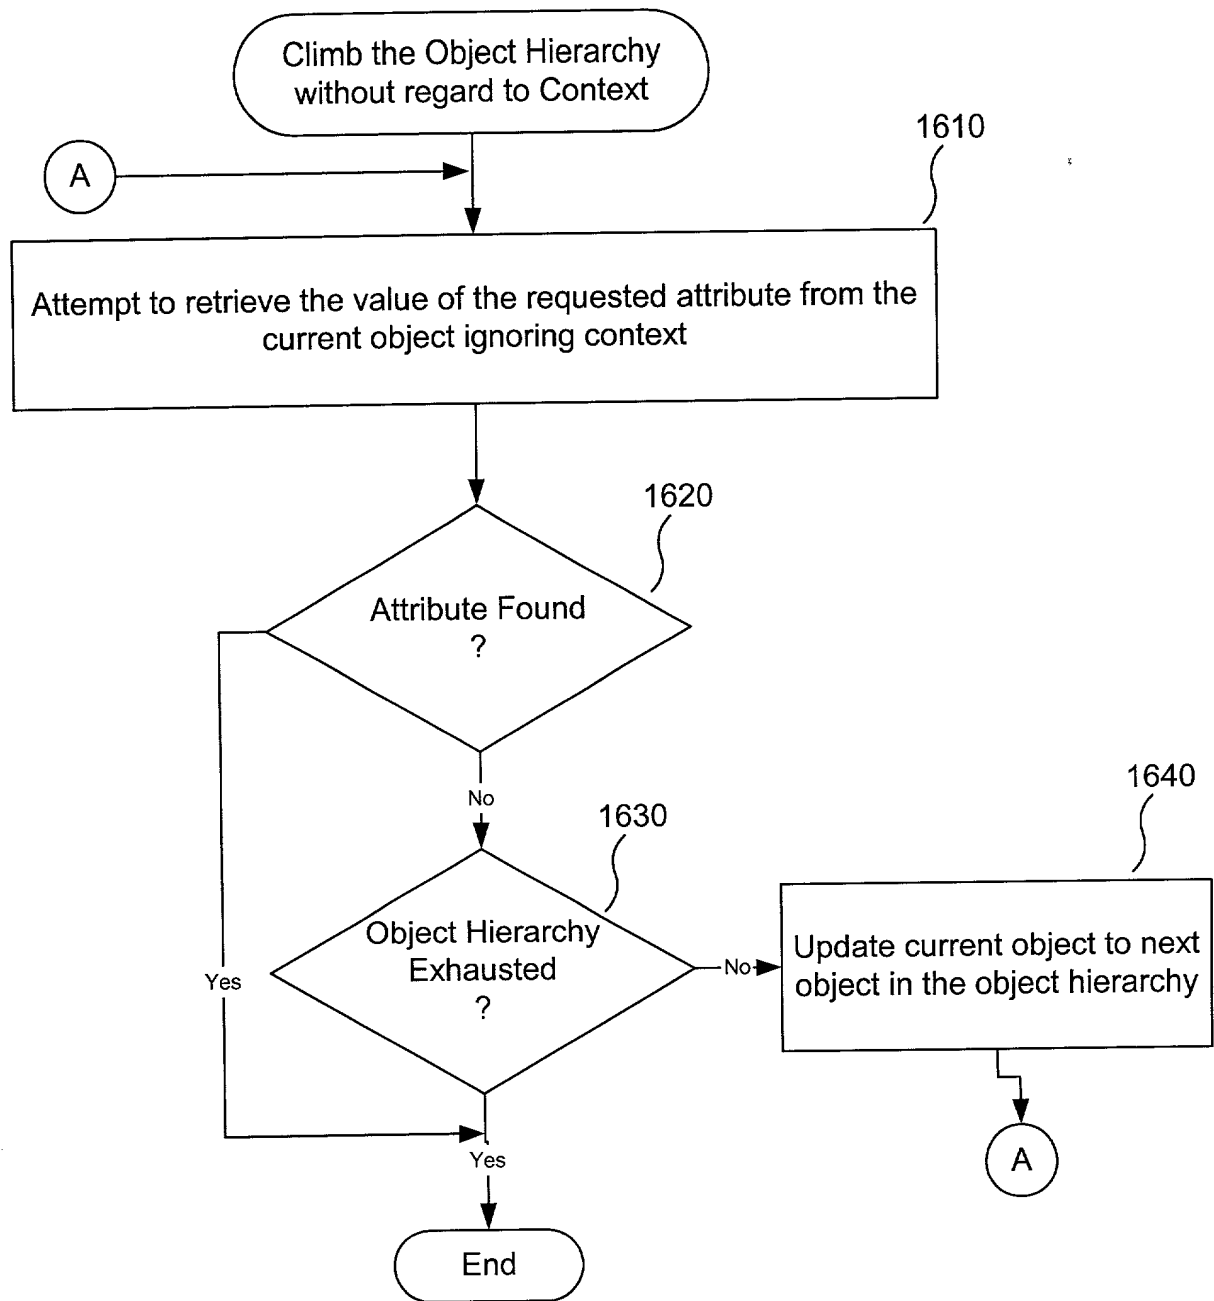 Climb the Object Hierarchy
without regard to Context
A
1610
Attempt to retrieve the value of the requested attribute from the
current object ignoring context
1620
Attribute Found
?
No
1630
1640
Object Hierarchy
Exhausted
?
No
Update current object to next
object in the object hierarchy
Yes
Yes
A
End